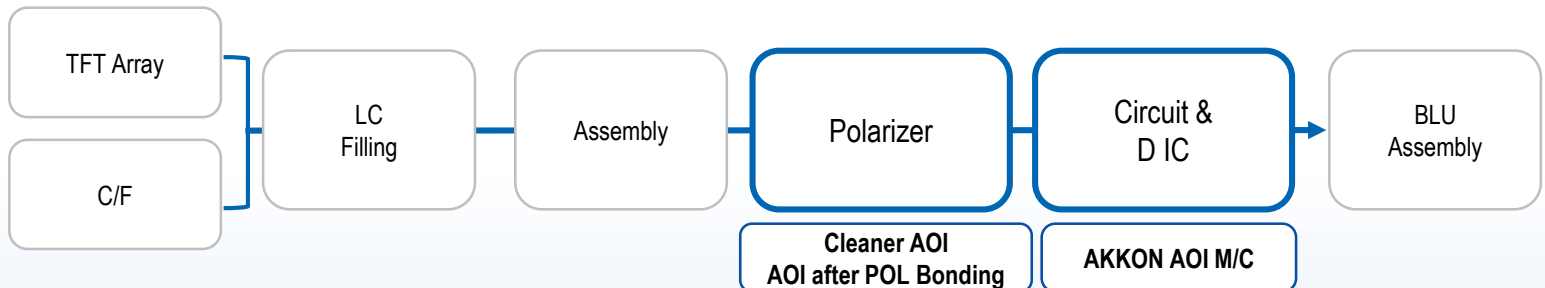 TFT Array
C/F
LC
Filling
Assembly
Polarizer
Circuit &
D IC
BLU
Assembly
Cleaner AOI
AOI after POL Bonding
AKKON AOI M/C